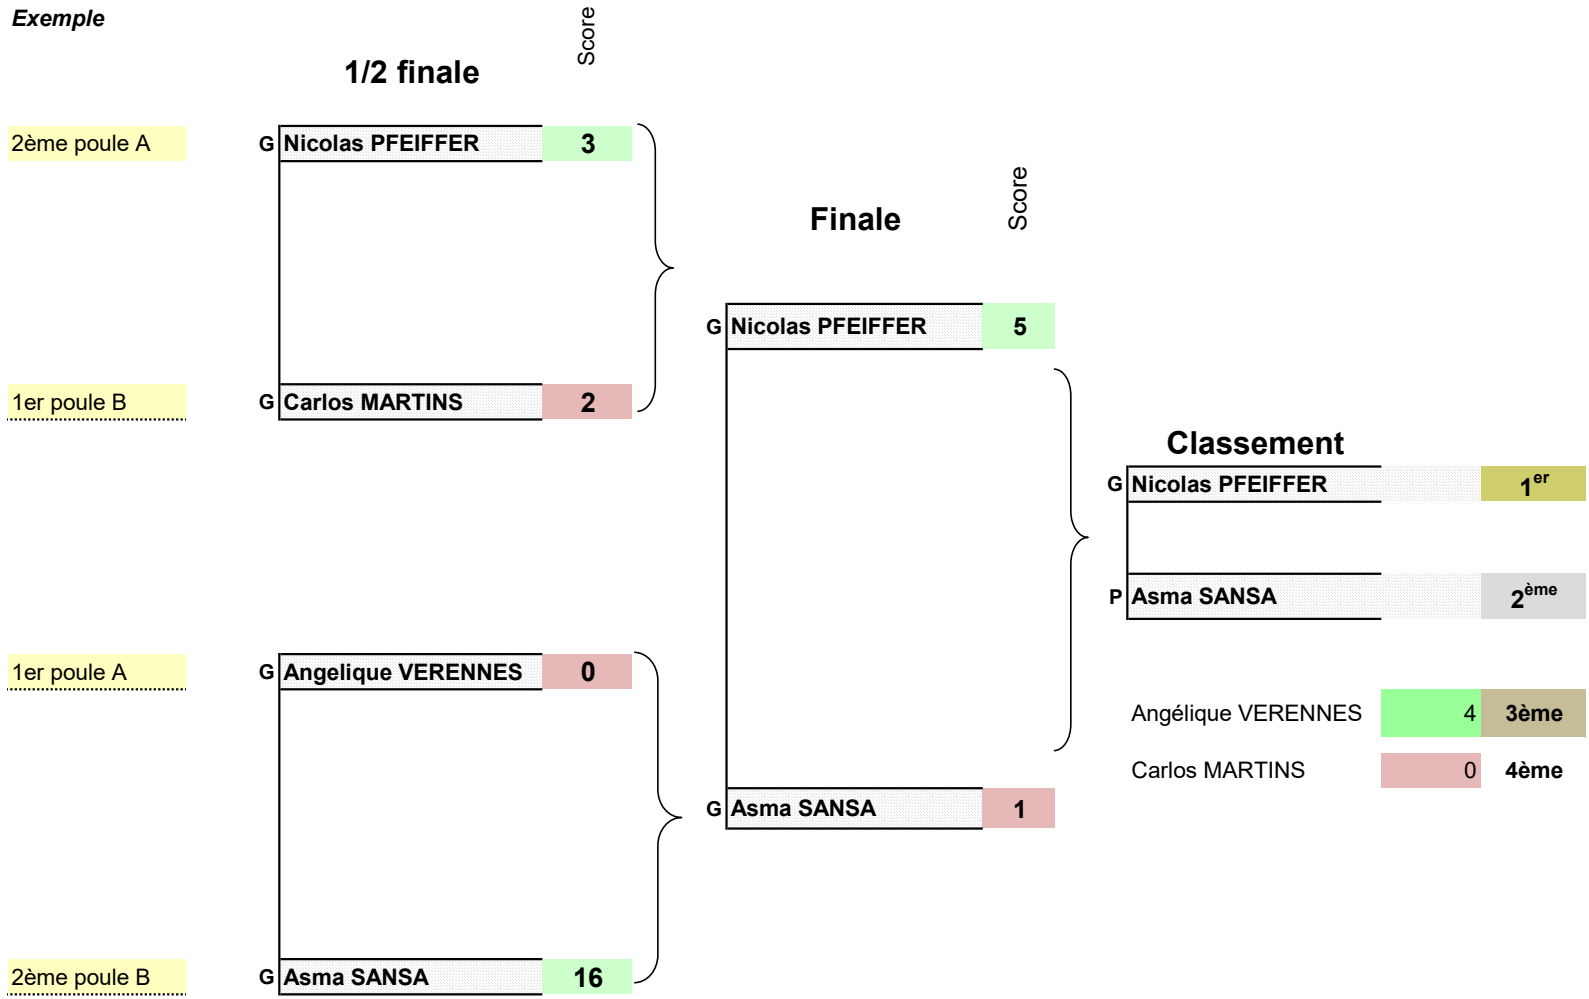 Exemple
Score
1/2 finale
2ème poule A
G Nicolas PFEIFFER 3
Score
Finale
G Nicolas PFEIFFER 5
1er poule B
G Carlos MARTINS 2
Classement
G Nicolas PFEIFFER 1er
P Asma SANSA 2ème
1er poule A
G Angelique VERENNES 0
Angélique VERENNES 4 3ème
Carlos MARTINS 0 4ème
G Asma SANSA 1
2ème poule B
G Asma SANSA 16